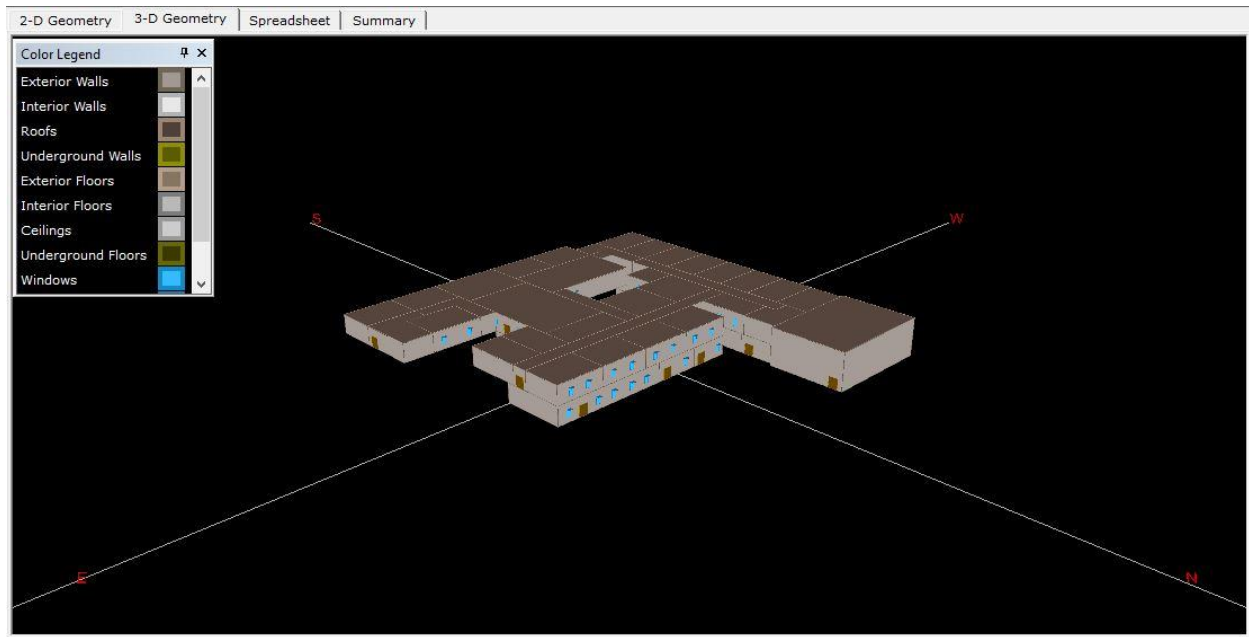 2-D Geometry 3-D Geometry Spreadsheet Summary
Color Legend
Exterior Walls
Interior Walls
Roofs
Underground Walls
Exterior Floors
Interior Floors
Ceilings
Underground Floors
Windows
S
W
E
N